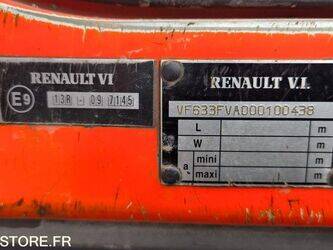 RENAULT VI
E9
13R (-) 09 7145
RENAULT V.I.
VF633FVA000100438
L m
W m
a mini m
maxi m
STORE.FR